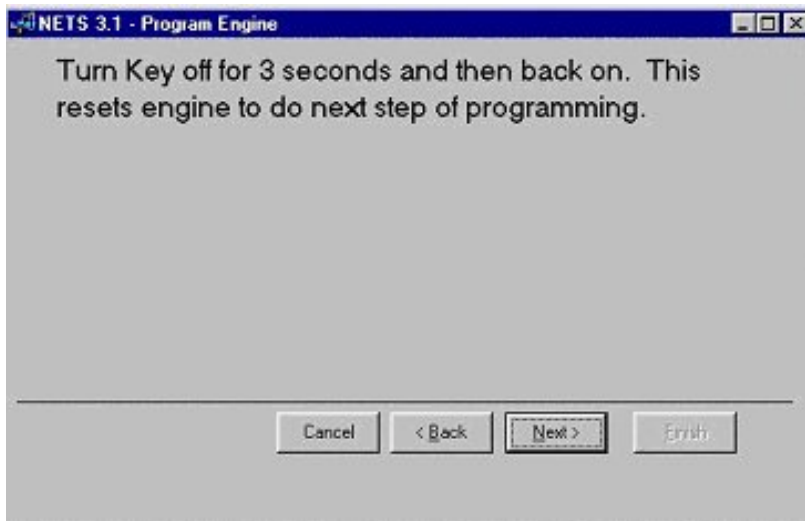 NETS 3.1 - Program Engine
Turn Key off for 3 seconds and then back on. This
resets engine to do next step of programming.
Cancel
< Back
Next >
Finish